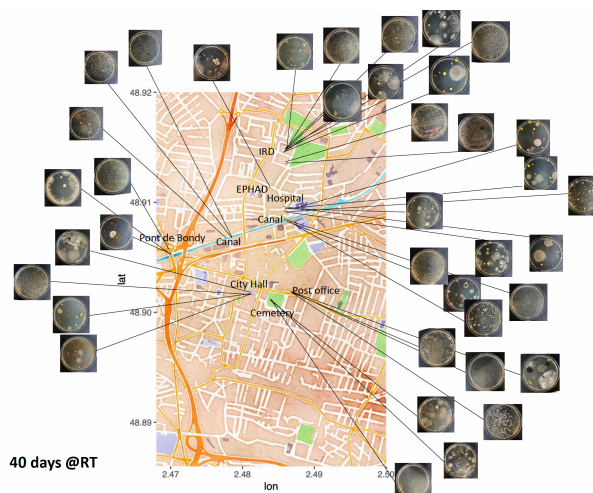 48.92
IRD
EPHAD
Hospital
48.91
Canal
Pont de Bondy
Canal
lat
City Hall
Post office
48.90
Cemetery
48.89
40 days @RT
2.47
2.48
2.49
2.50
lon